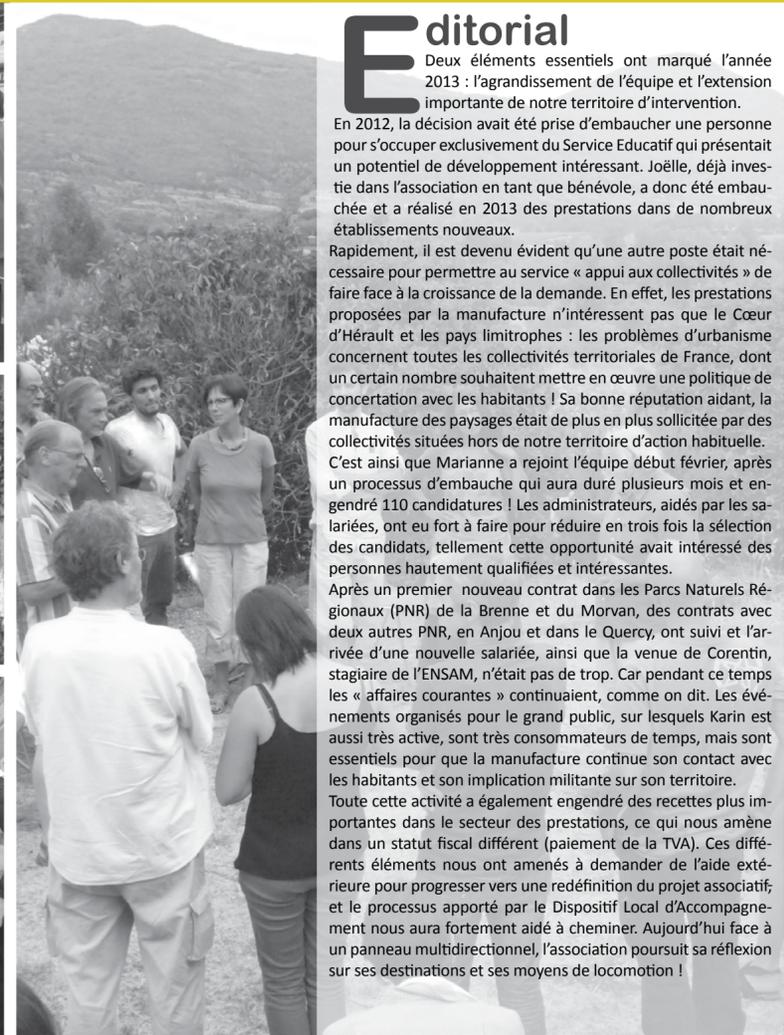 Editorial
Deux éléments essentiels ont marqué l’année
2013 : l’agrandissement de l’équipe et l’extension
importante de notre territoire d’intervention.
En 2012, la décision avait été prise d’embaucher une personne
pour s’occuper exclusivement du Service Educatif qui présentait
un potentiel de développement intéressant. Joëlle, déjà inves-
tie dans l’association en tant que bénévole, a donc été embau-
chée et a réalisé en 2013 des prestations dans de nombreux
établissements nouveaux.
Rapidement, il est devenu évident qu’une autre poste était né-
cessaire pour permettre au service « appui aux collectivités » de
faire face à la croissance de la demande. En effet, les prestations
proposées par la manufacture n’intéressent pas que le Cœur
d’Hérault et les pays limitrophes : les problèmes d’urbanisme
concernent toutes les collectivités territoriales de France, dont
un certain nombre souhaitent mettre en œuvre une politique de
concertation avec les habitants ! Sa bonne réputation aidant, la
manufacture des paysages était de plus en plus sollicitée par des
collectivités situées hors de notre territoire d’action habituelle.
C’est ainsi que Marianne a rejoint l’équipe début février, après
un processus d’embauche qui aura duré plusieurs mois et en-
gendré 110 candidatures ! Les administrateurs, aidés par les sa-
lariées, ont eu fort à faire pour réduire en trois fois la sélection
des candidats, tellement cette opportunité avait intéressé des
personnes hautement qualifiées et intéressantes.
Après un premier nouveau contrat dans les Parcs Naturels Ré-
gionaux (PNR) de la Brenne et du Morvan, des contrats avec
deux autres PNR, en Anjou et dans le Quercy, ont suivi et l’ar-
rivée d’une nouvelle salariée, ainsi que la venue de Corentin,
stagiaire de l’ENSAM, n’était pas de trop. Car pendant ce temps
les « affaires courantes » continuaient, comme on dit. Les évé-
nements organisés pour le grand public, sur lesquels Karin est
aussi très active, sont très consommateurs de temps, mais sont
essentiels pour que la manufacture continue son contact avec
les habitants et son implication militante sur son territoire.
Toute cette activité a également engendré des recettes plus im-
portantes dans le secteur des prestations, ce qui nous amène
dans un statut fiscal différent (paiement de la TVA). Ces diffé-
rents éléments nous ont amenés à demander de l’aide exté-
rieure pour progresser vers une redéfinition du projet associatif,
et le processus apporté par le Dispositif Local d’Accompagne-
ment nous aura fortement aidé à cheminer. Aujourd’hui face à
un panneau multidirectionnel, l’association poursuit sa réflexion
sur ses destinations et ses moyens de locomotion !